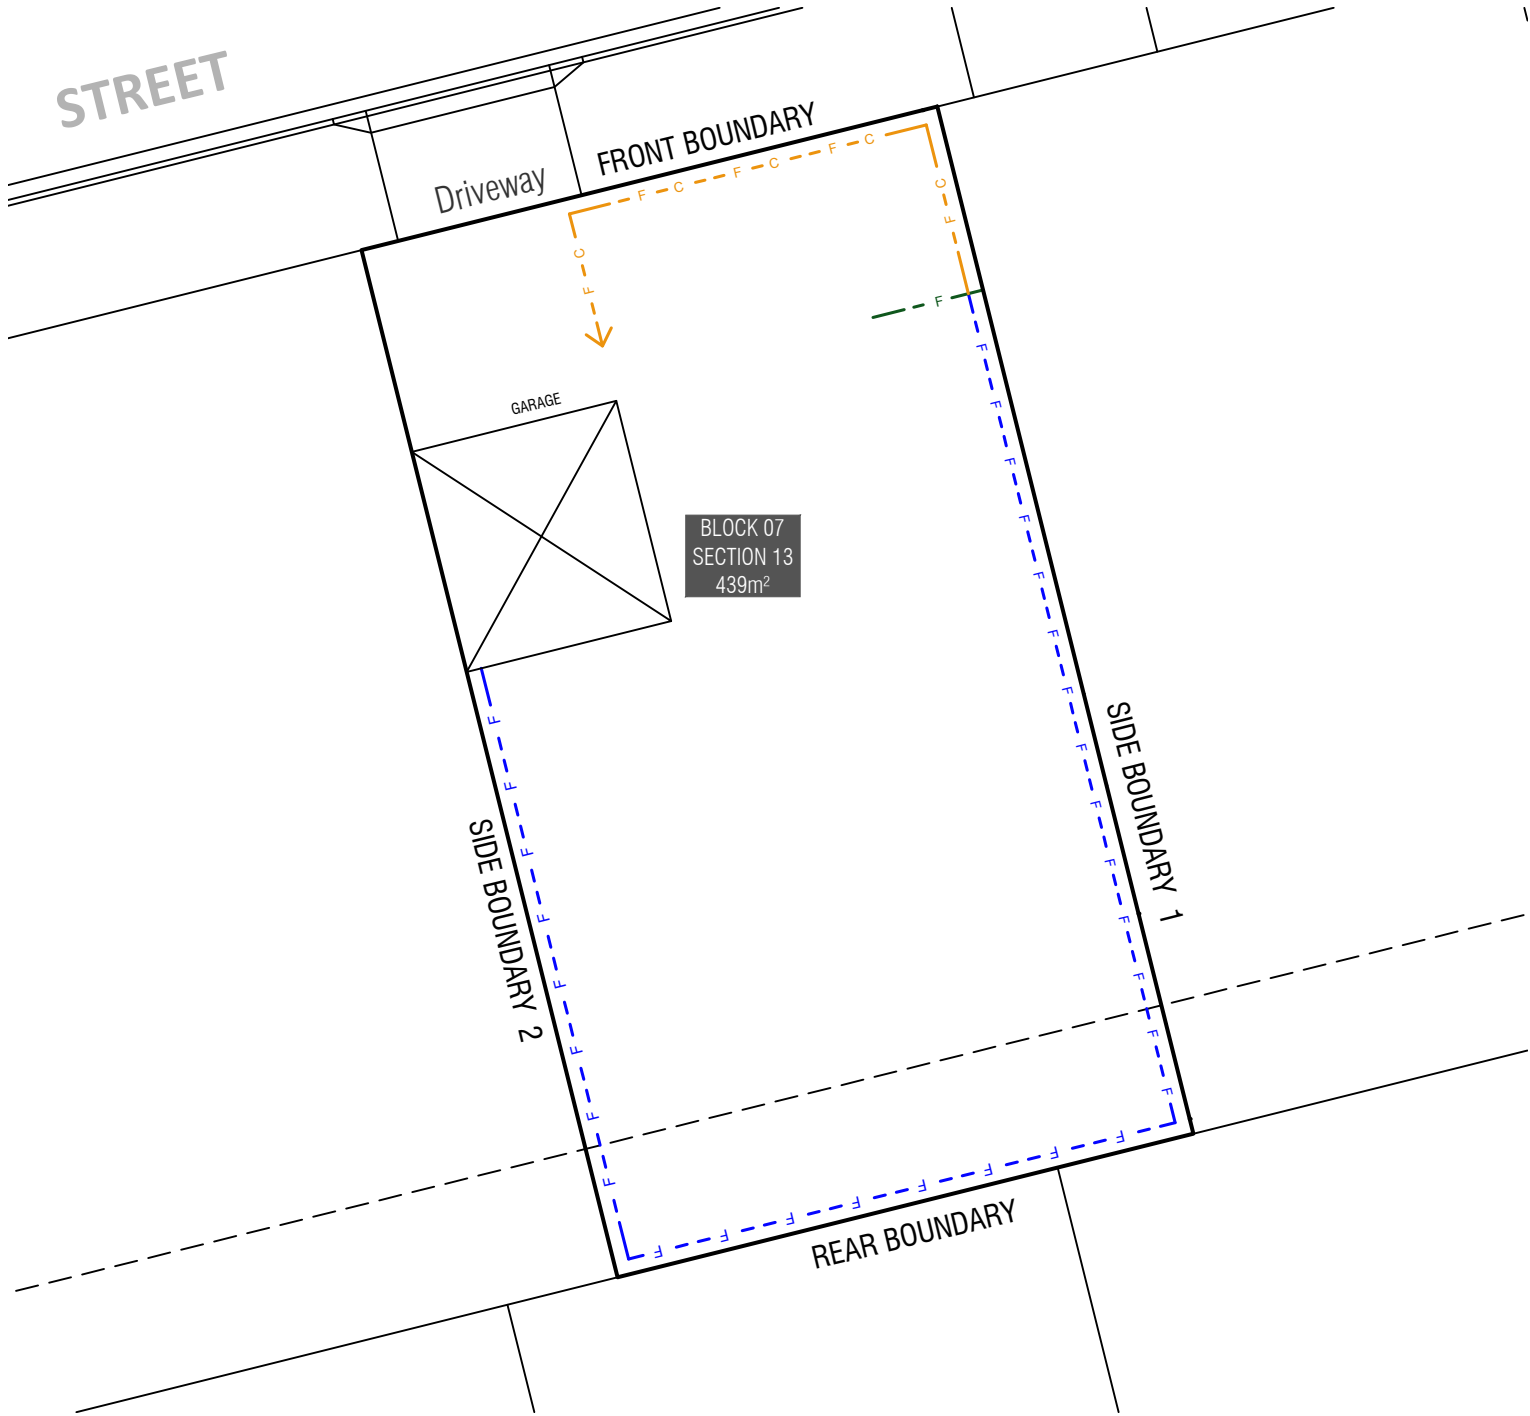 STREET
FRONT BOUNDARY
Driveway
F C F C F C
C F
C F
F
GARAGE
BLOCK 07
SECTION 13
439m²
F F F F F F F F F F F F F F
SIDE BOUNDARY 1
F F F F F F F F
SIDE BOUNDARY 2
F F F F F F F F
REAR BOUNDARY